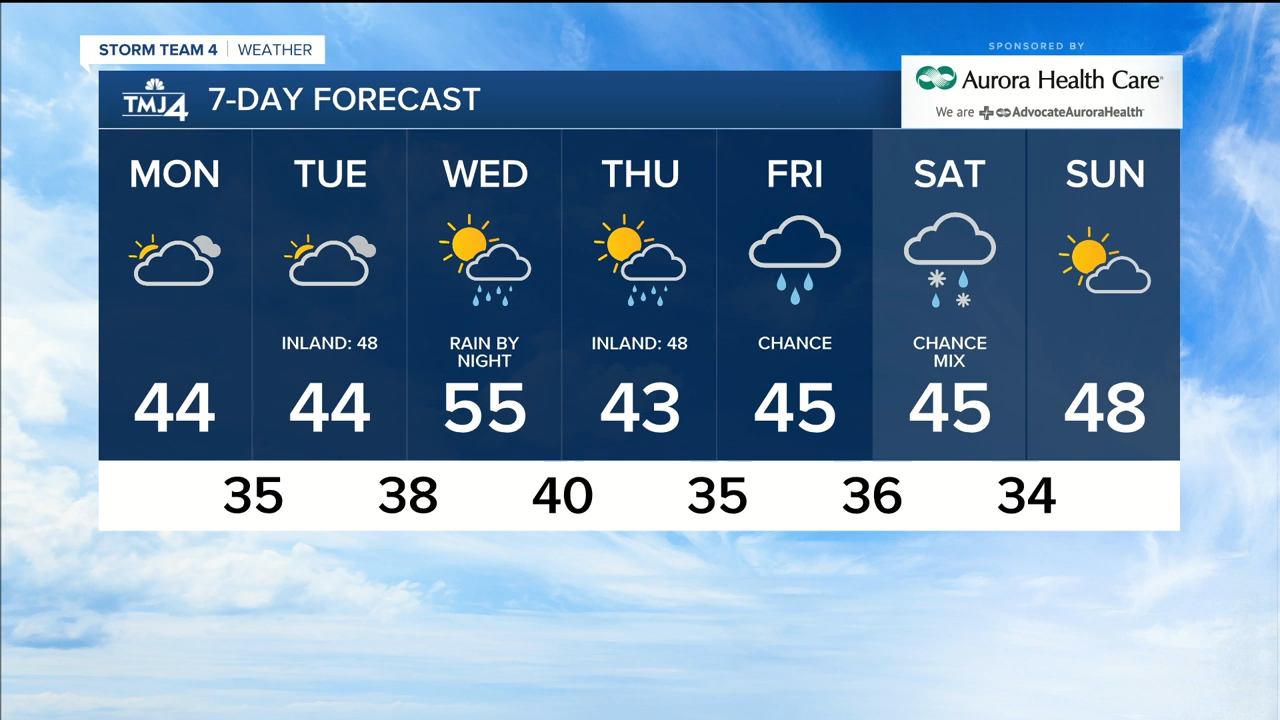 SPONSORED BY
STORM TEAM 4 | WEATHER
Aurora Health Care®
We are AdvocateAuroraHealth™
TMJ4 7-DAY FORECAST
MON TUE WED THU FRI SAT SUN
INLAND: 48 RAIN BY INLAND: 48 CHANCE CHANCE
NIGHT MIX
44 44 55 43 45 45 48
35 38 40 35 36 34